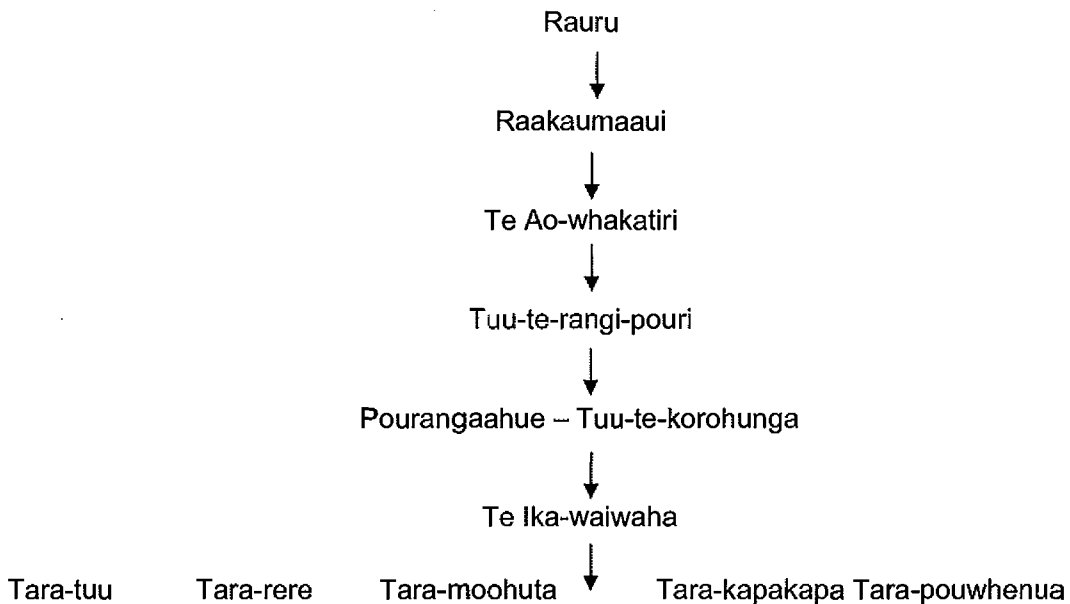 Rauru
Raakaumaaui
Te Ao-whakatiri
Tuu-te-rangi-pouri
Pourangaahue – Tuu-te-korohunga
Te Ika-waiwaha
Tara-tuu Tara-rere Tara-moohuta Tara-kapakapa Tara-pouwhenua